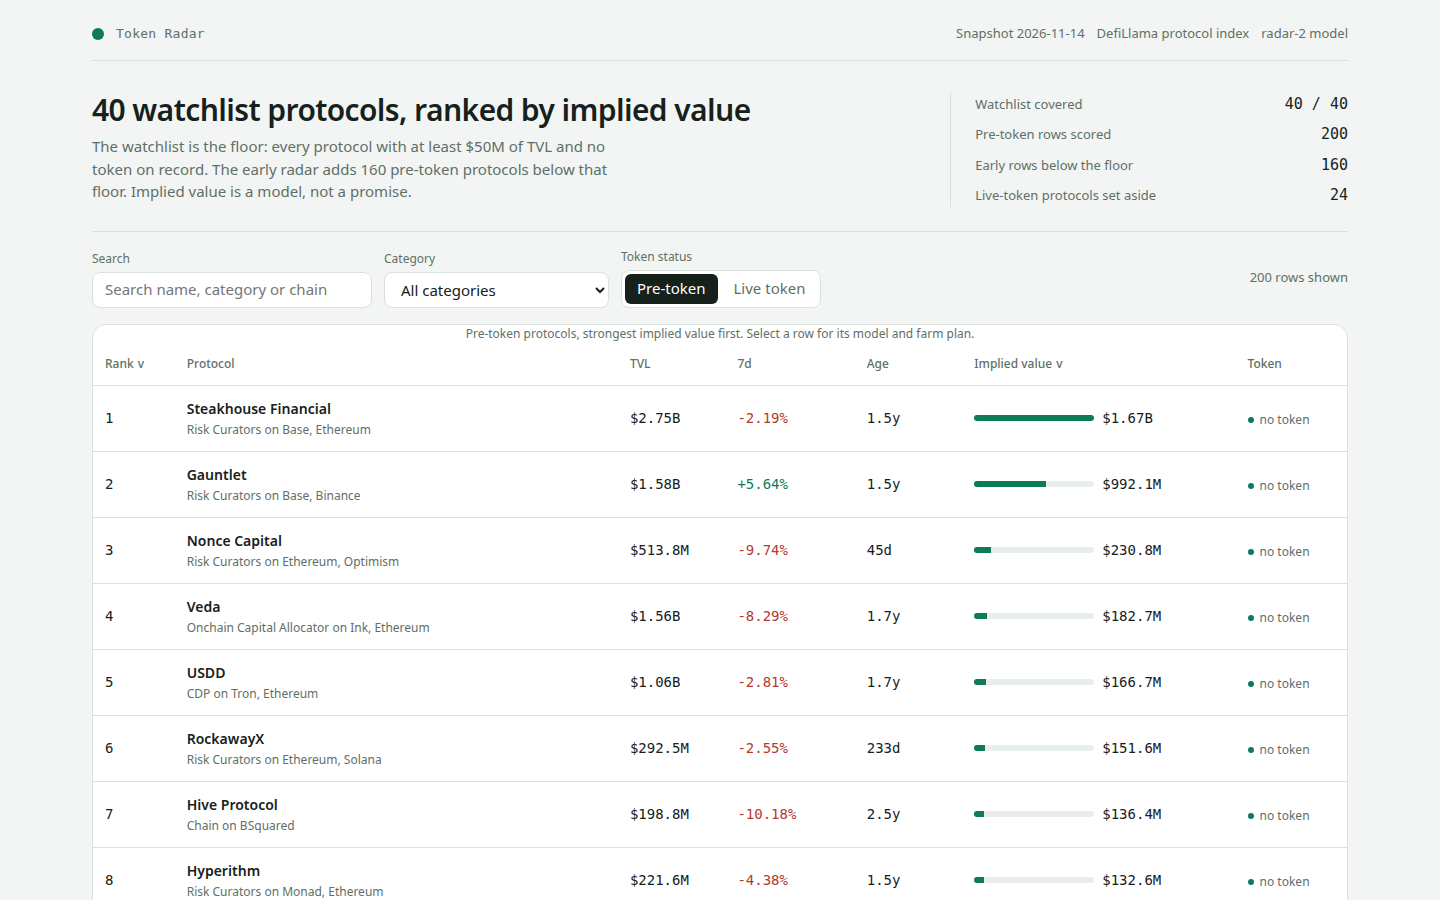 Token Radar
Snapshot 2026-11-14 DefiLlama protocol index radar-2 model
40 watchlist protocols, ranked by implied value
The watchlist is the floor: every protocol with at least $50M of TVL and no
token on record. The early radar adds 160 pre-token protocols below that
floor. Implied value is a model, not a promise.
Watchlist covered 40 / 40
Pre-token rows scored 200
Early rows below the floor 160
Live-token protocols set aside 24
Search
Search name, category or chain
Category
All categories
Token status
Pre-token Live token
200 rows shown
Pre-token protocols, strongest implied value first. Select a row for its model and farm plan.
Rank v Protocol TVL 7d Age Implied value v Token
1 Steakhouse Financial $2.75B -2.19% 1.5y $1.67B no token
Risk Curators on Base, Ethereum
2 Gauntlet $1.58B +5.64% 1.5y $992.1M no token
Risk Curators on Base, Binance
3 Nonce Capital $513.8M -9.74% 45d $230.8M no token
Risk Curators on Ethereum, Optimism
4 Veda $1.56B -8.29% 1.7y $182.7M no token
Onchain Capital Allocator on Ink, Ethereum
5 USDD $1.06B -2.81% 1.7y $166.7M no token
CDP on Tron, Ethereum
6 RockawayX $292.5M -2.55% 233d $151.6M no token
Risk Curators on Ethereum, Solana
7 Hive Protocol $198.8M -10.18% 2.5y $136.4M no token
Chain on BSquared
8 Hyperithm $221.6M -4.38% 1.5y $132.6M no token
Risk Curators on Monad, Ethereum